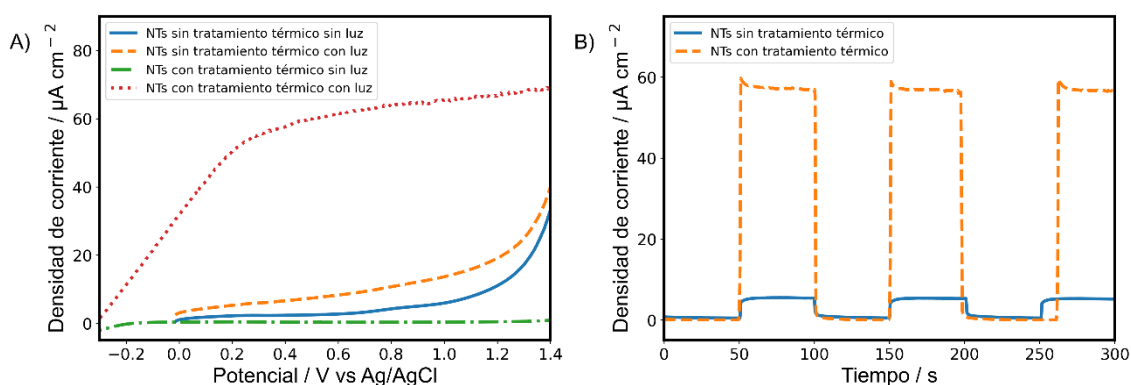 A)
NTs sin tratamiento térmico sin luz
NTs sin tratamiento térmico con luz
NTs con tratamiento térmico sin luz
NTs con tratamiento térmico con luz
Densidad de corriente / µA cm⁻²
80
60
40
20
0
−0.2 0.0 0.2 0.4 0.6 0.8 1.0 1.2 1.4
Potencial / V vs Ag/AgCl
B)
NTs sin tratamiento térmico
NTs con tratamiento térmico
Densidad de corriente / µA cm⁻²
60
40
20
0
0 50 100 150 200 250 300
Tiempo / s